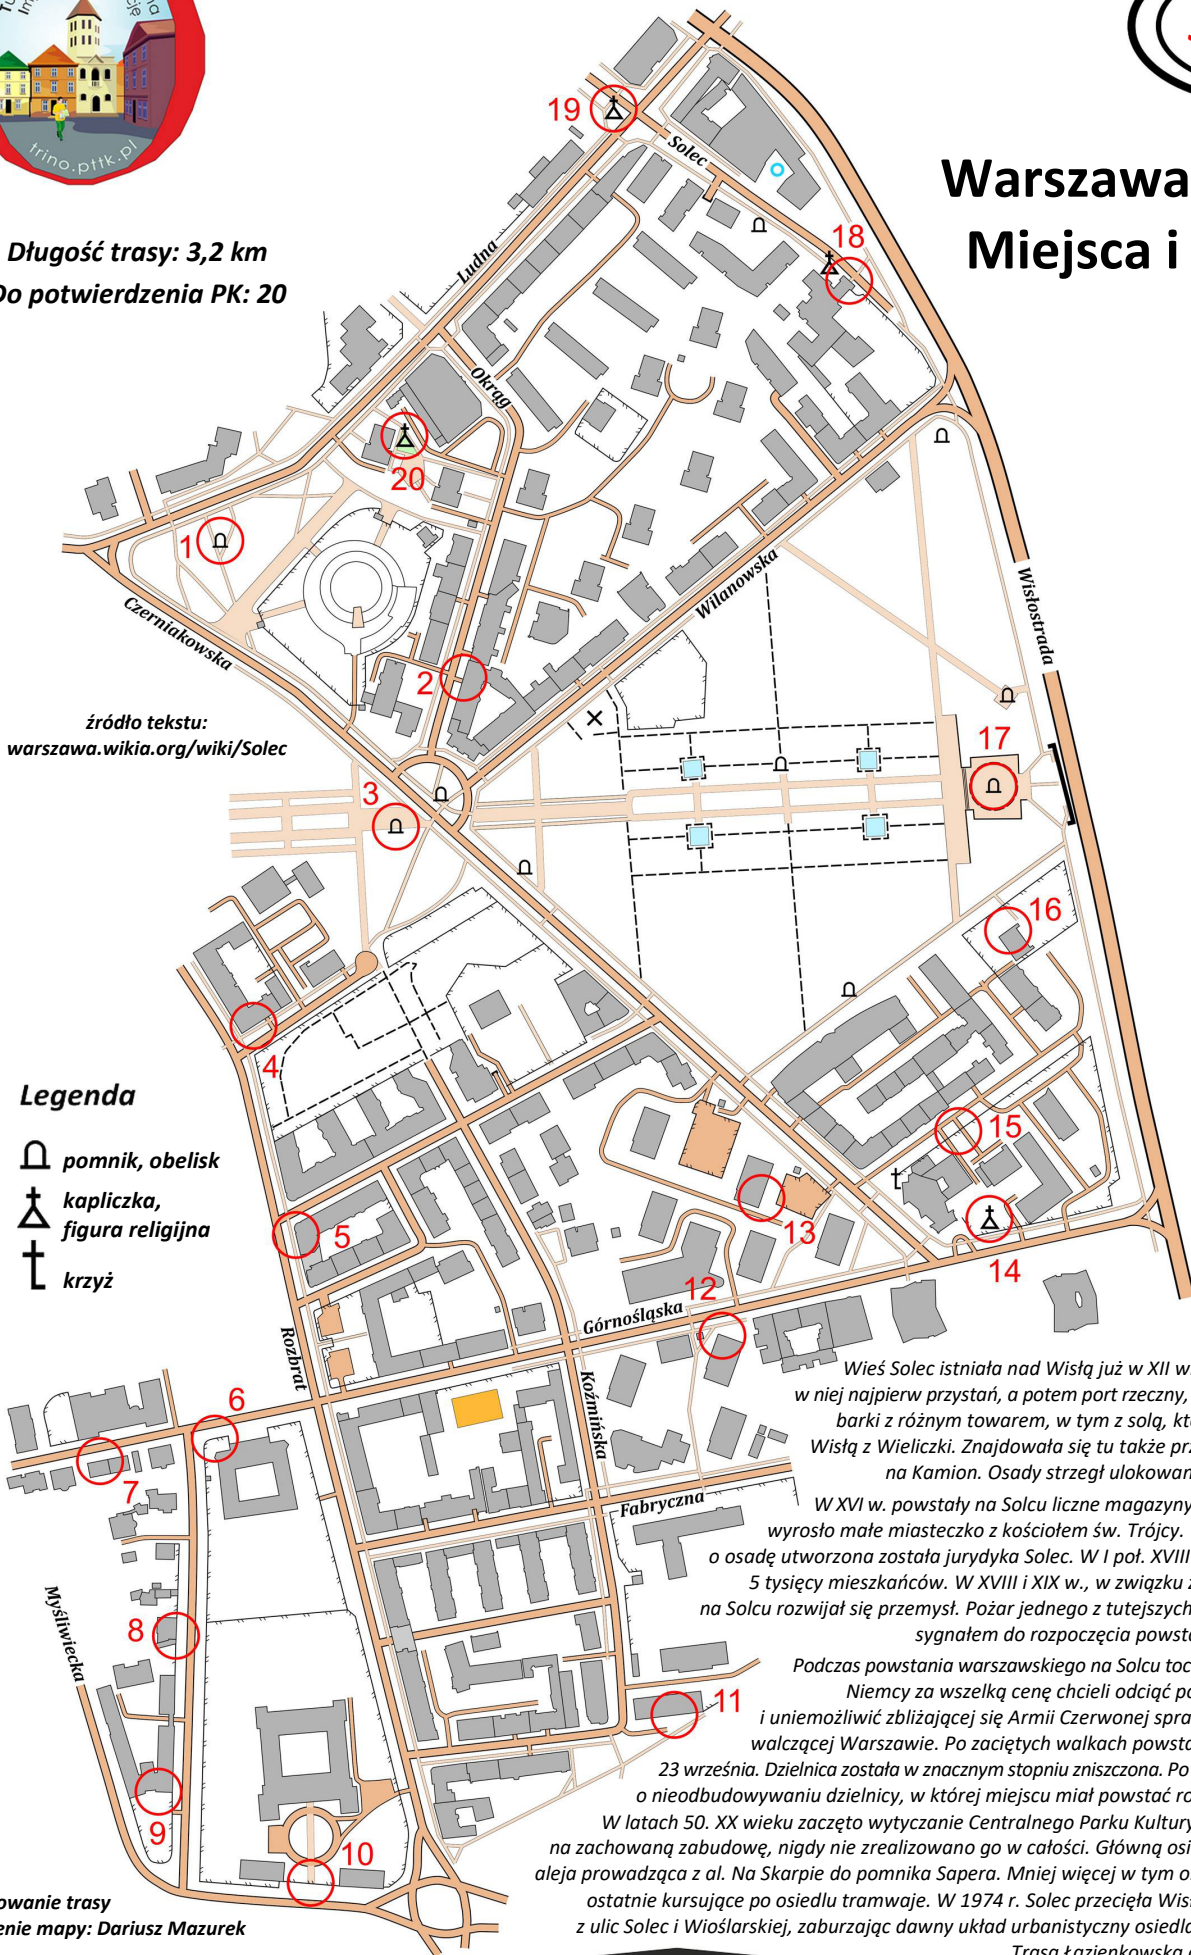 trino.pttk.pl
Warszawa
Miejsca i
Długość trasy: 3,2 km
Do potwierdzenia PK: 20
19
Solec
18
Ludna
Okrąg
20
1
Czerniakowska
2
Wilanowska
Wisłostrada
źródło tekstu:
warszawa.wikia.org/wiki/Solec
3
17
16
4
15
Legenda
pomnik, obelisk
kapliczka,
figura religijna
krzyż
5
13
14
12
Górnośląska
Rozbrat
Koźmińska
6
7
Fabryczna
Myśliwiecka
8
11
9
10
Wieś Solec istniała nad Wisłą już w XII w
w niej najpierw przystań, a potem port rzeczny,
barki z różnym towarem, w tym z solą, któ
Wisłą z Wieliczki. Znajdowała się tu także prz
na Kamion. Osady strzegł ulokowan
W XVI w. powstały na Solcu liczne magazyny
wyrosło małe miasteczko z kościołem św. Trójcy.
o osadę utworzona została jurydyka Solec. W I poł. XVIII
5 tysięcy mieszkańców. W XVIII i XIX w., w związku z
na Solcu rozwijał się przemysł. Pożar jednego z tutejszych
sygnałem do rozpoczęcia powsta
Podczas powstania warszawskiego na Solcu toc
Niemcy za wszelką cenę chcieli odciąć po
i uniemożliwić zbliżającej się Armii Czerwonej spra
walczącej Warszawie. Po zaciętych walkach powsta
23 września. Dzielnica została w znacznym stopniu zniszczona. Po
o nieodbudowywaniu dzielnicy, w której miejscu miał powstać ro
W latach 50. XX wieku zaczęto wytyczanie Centralnego Parku Kultury
na zachowaną zabudowę, nigdy nie zrealizowano go w całości. Główną osi
aleja prowadząca z al. Na Skarpie do pomnika Sapera. Mniej więcej w tym o
ostatnie kursujące po osiedlu tramwaje. W 1974 r. Solec przecięła Wisł
z ulic Solec i Wioślarskiej, zaburzając dawny układ urbanistyczny osiedla
Trasa Łazienkowska
owanie trasy
enie mapy: Dariusz Mazurek